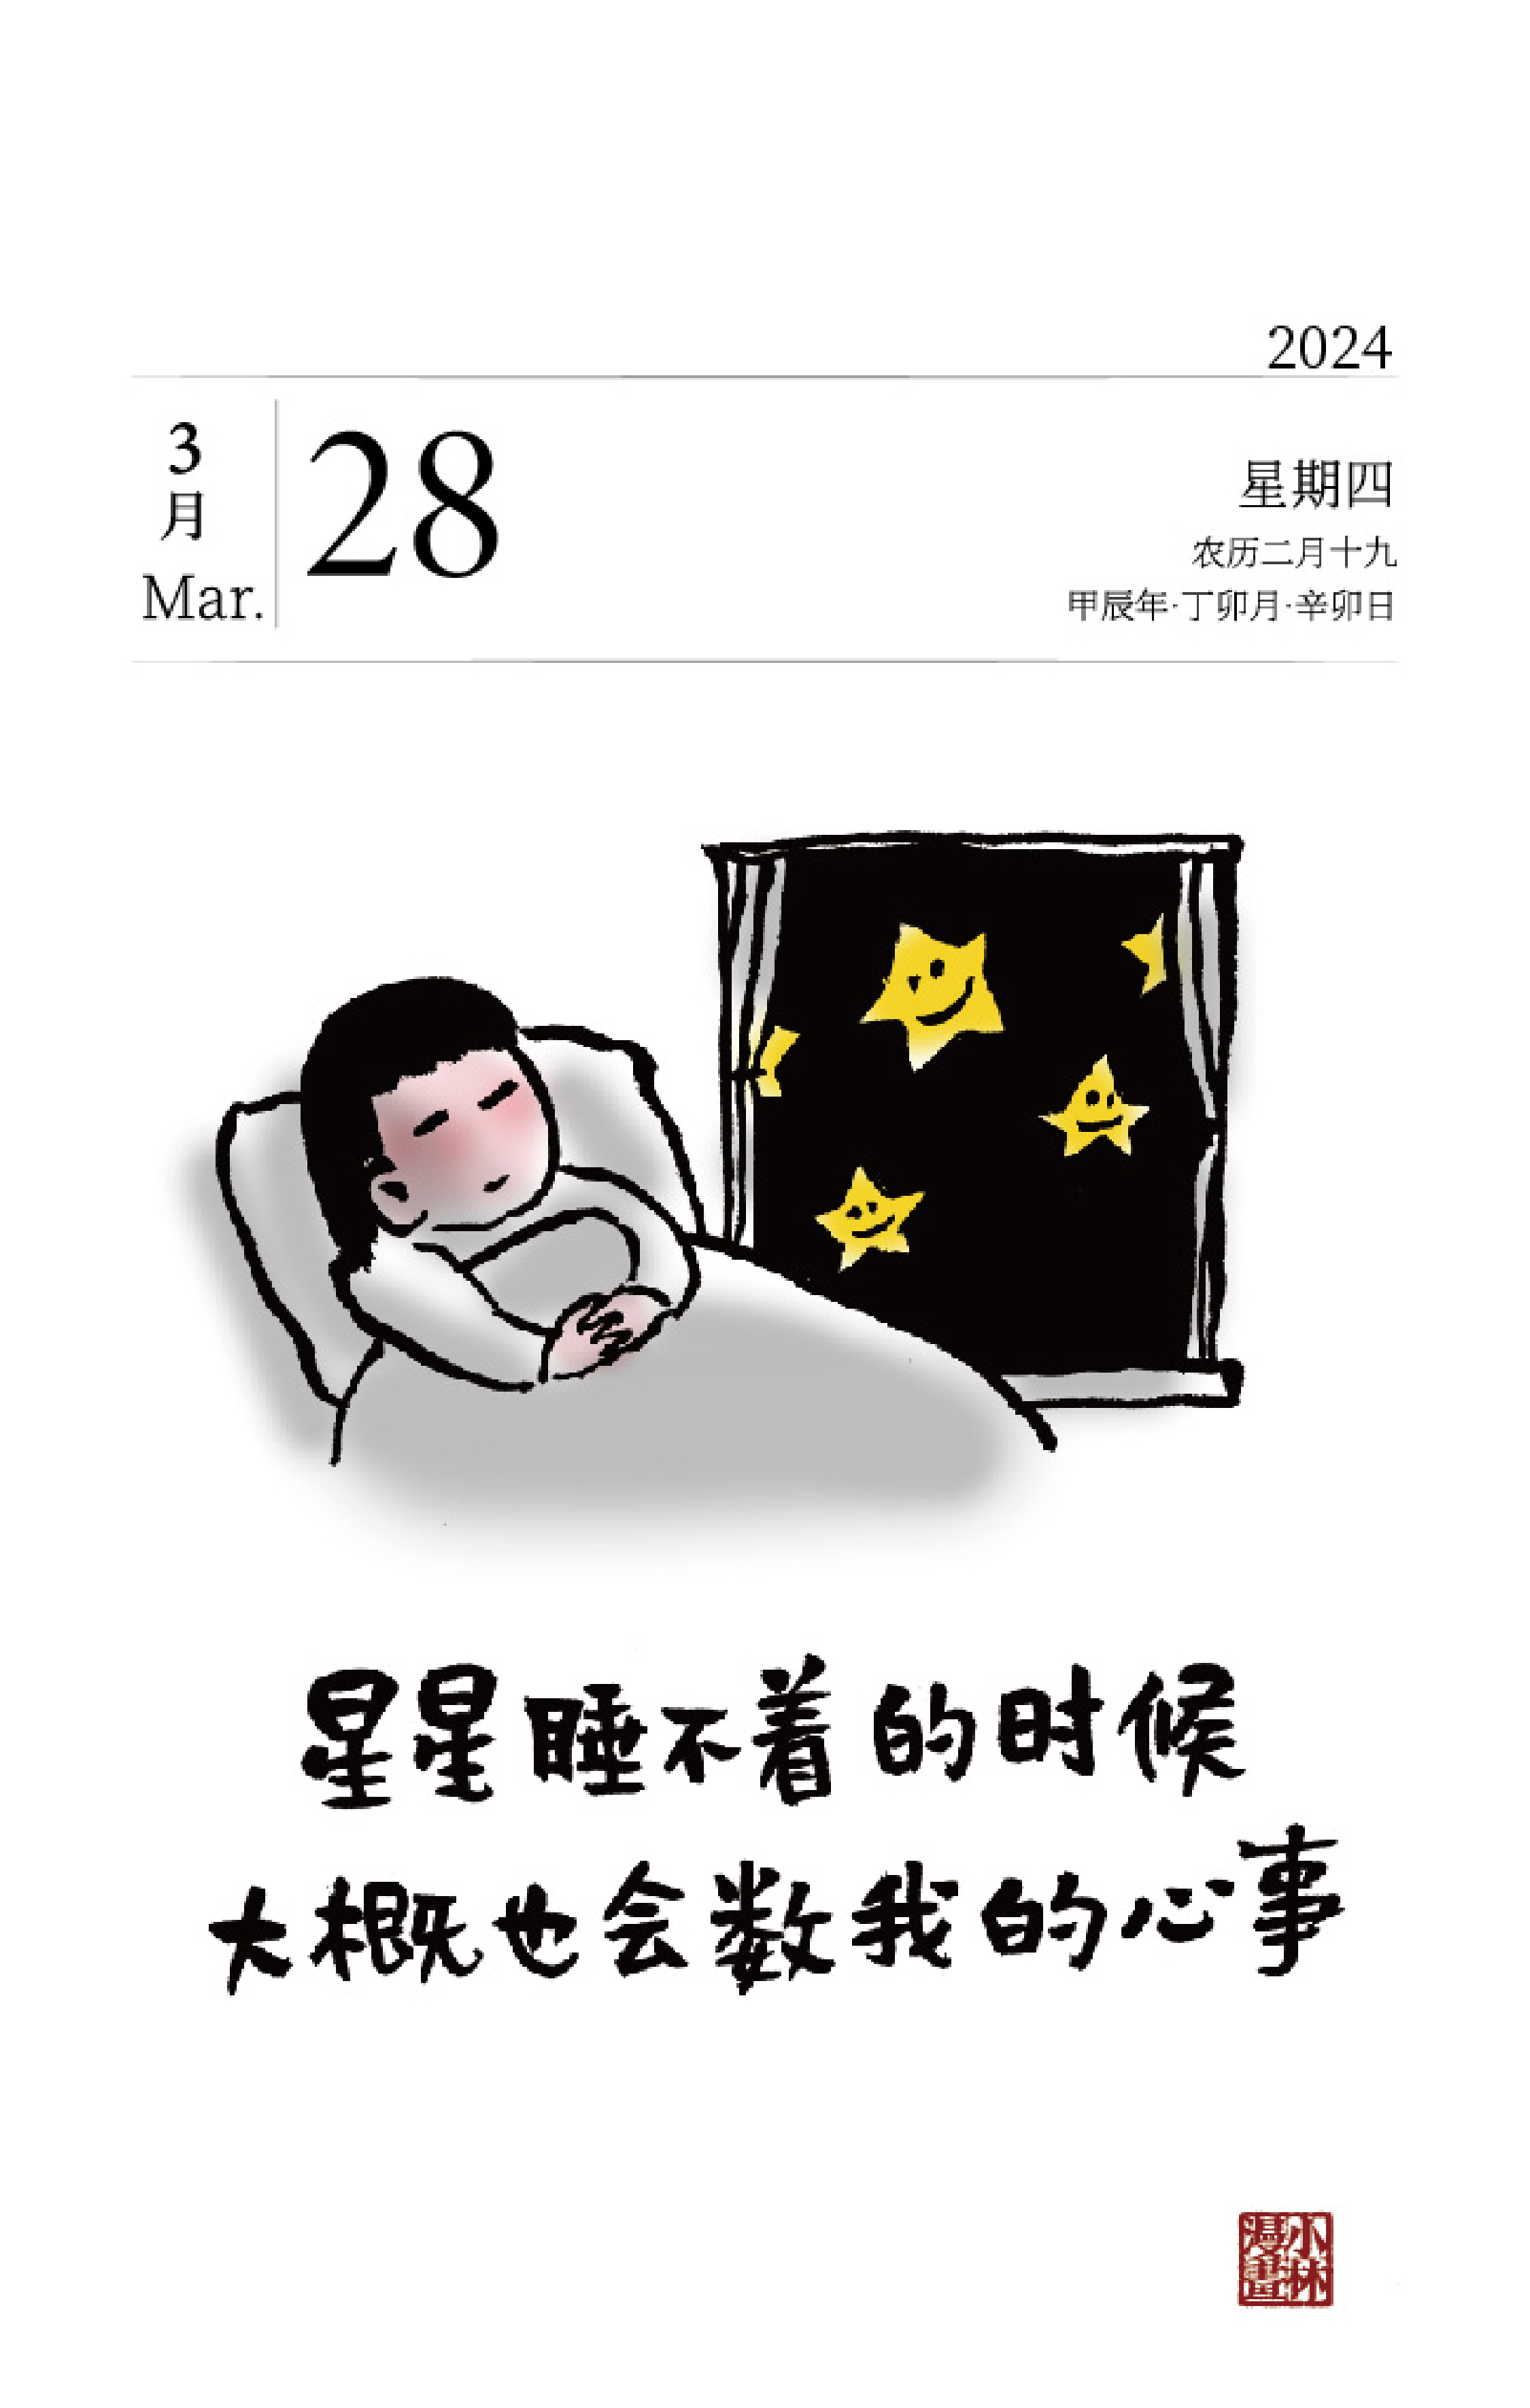 2024
3
月
Mar.
28
星期四
农历二月十九
甲辰年·丁卯月·辛卯日
星星睡不着的时候
大概也会数我的心事
小林
漫畫